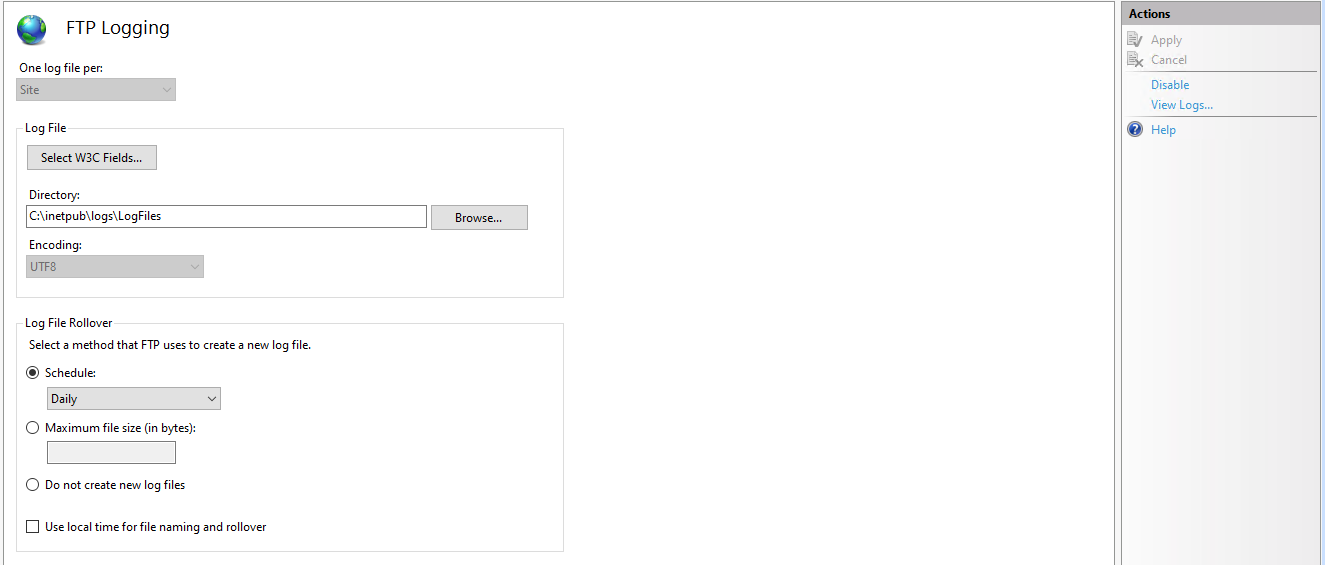 FTP Logging
One log file per:
Site
Log File
Select W3C Fields...
Directory:
C:\inetpub\logs\LogFiles
Browse...
Encoding:
UTF8
Log File Rollover
Select a method that FTP uses to create a new log file.
Schedule:
Daily
Maximum file size (in bytes):
Do not create new log files
Use local time for file naming and rollover
Actions
Apply
Cancel
Disable
View Logs...
Help